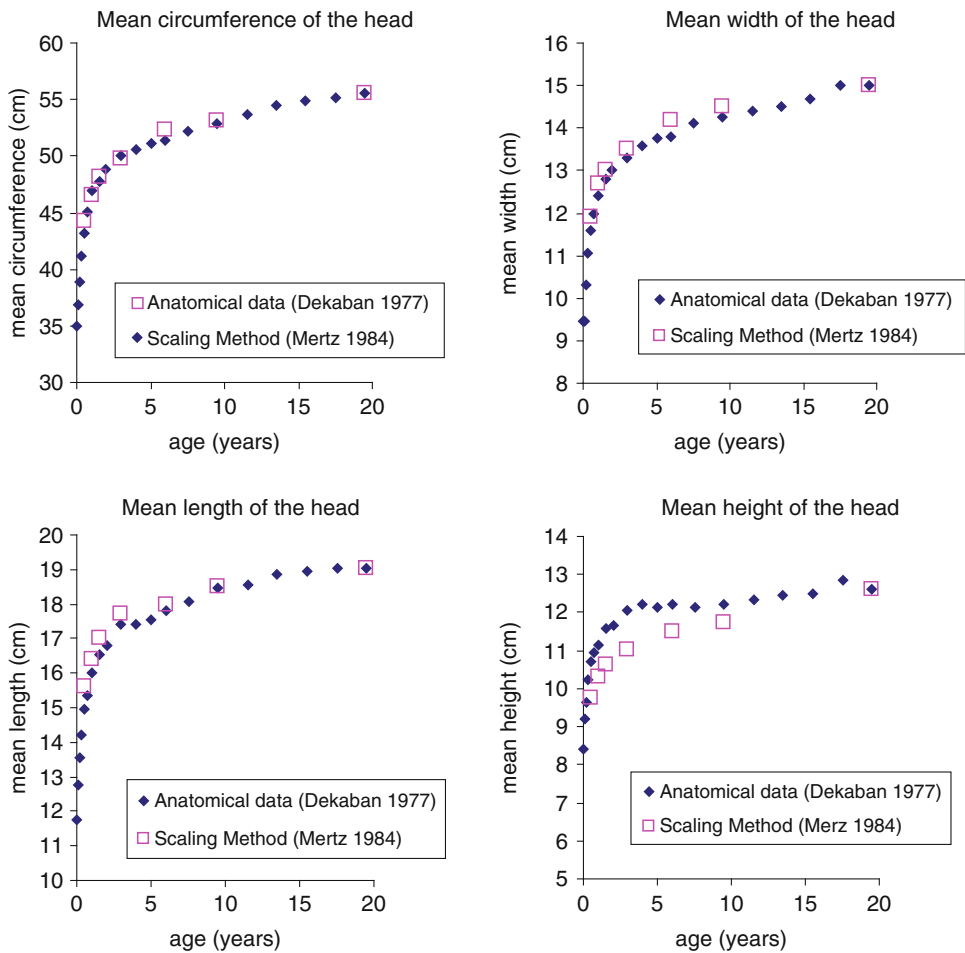 Mean circumference of the head
60
55
50
45
40
35
30
mean circumference (cm)
Anatomical data (Dekaban 1977)
Scaling Method (Mertz 1984)
0 5 10 15 20
age (years)
Mean width of the head
16
15
14
13
12
11
10
9
8
mean width (cm)
Anatomical data (Dekaban 1977)
Scaling Method (Mertz 1984)
0 5 10 15 20
age (years)
Mean length of the head
20
19
18
17
16
15
14
13
12
11
10
mean length (cm)
Anatomical data (Dekaban 1977)
Scaling Method (Mertz 1984)
0 5 10 15 20
age (years)
Mean height of the head
14
13
12
11
10
9
8
7
6
5
mean height (cm)
Anatomical data (Dekaban 1977)
Scaling Method (Merz 1984)
0 5 10 15 20
age (years)